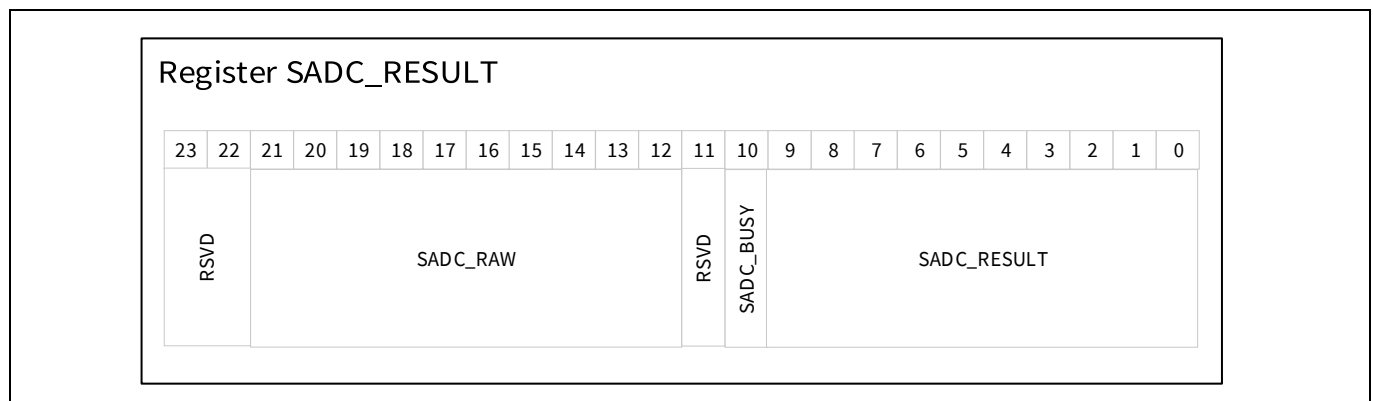 Register SADC_RESULT
23 22 21 20 19 18 17 16 15 14 13 12 11 10 9 8 7 6 5 4 3 2 1 0
RSVD SADC_RAW RSVD SADC_BUSY SADC_RESULT